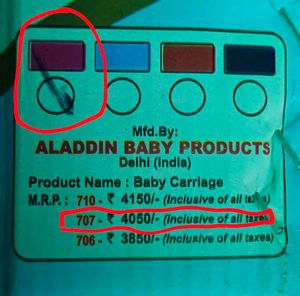 Mfd.By:
ALADDIN BABY PRODUCTS
Delhi (India)
Product Name : Baby Carriage
M.R.P. : 710 - ₹ 4150/- (Inclusive of all taxes)
707 - ₹ 4050/- (Inclusive of all taxes)
706 - ₹ 3850/- (Inclusive of all taxes)